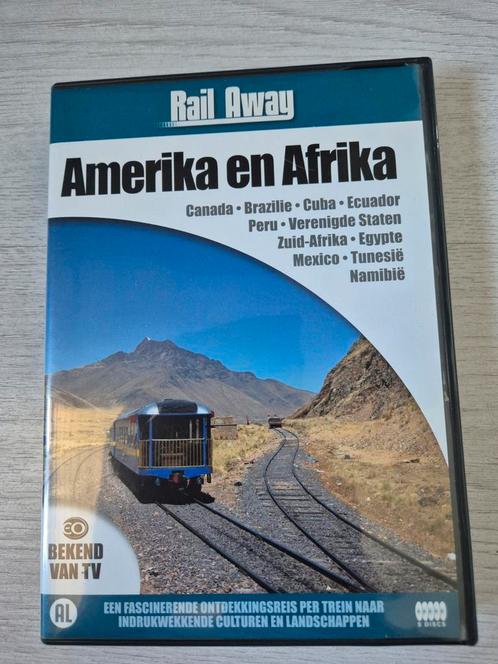 Rail Away
Amerika en Afrika
Canada • Brazilie • Cuba • Ecuador
Peru • Verenigde Staten
Zuid-Afrika • Egypte
Mexico • Tunesië
Namibië
EO
BEKEND
VAN TV
AL
EEN FASCINERENDE ONTDEKKINGSREIS PER TREIN NAAR
INDRUKWEKKENDE CULTUREN EN LANDSCHAPPEN
5 DISCS